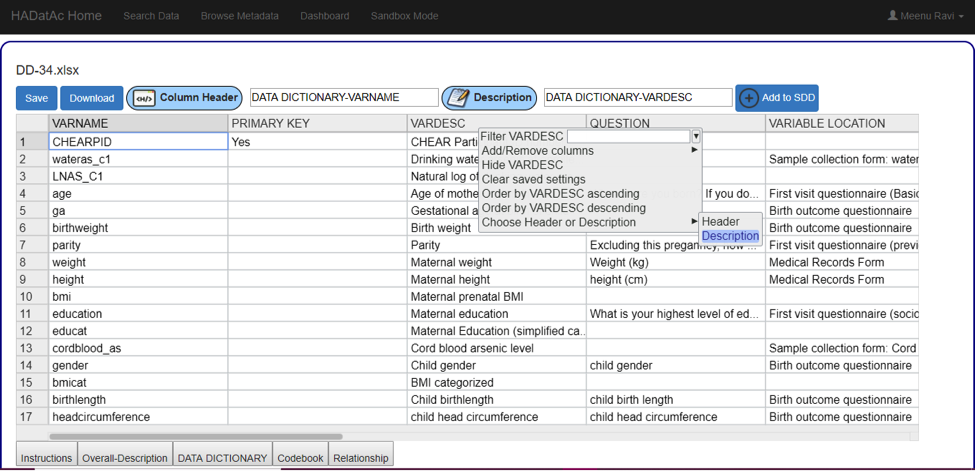 HADatAc Home Search Data Browse Metadata Dashboard Sandbox Mode Meenu Ravi
DD-34.xlsx
Save Download Column Header DATA DICTIONARY-VARNAME Description DATA DICTIONARY-VARDESC Add to SDD
VARNAME PRIMARY KEY VARDESC QUESTION VARIABLE LOCATION
1 CHEARPID Yes CHEAR Parti
2 wateras_c1 Drinking wate Sample collection form: water
3 LNAS_C1 Natural log of
4 age Age of mothe If you do... First visit questionnaire (Basic
5 ga Gestational a Birth outcome questionnaire
6 birthweight Birth weight Birth outcome questionnaire
7 parity Parity Excluding this preganncy, how First visit questionnaire (previ
8 weight Maternal weight Weight (kg) Medical Records Form
9 height Maternal height height (cm) Medical Records Form
10 bmi Maternal prenatal BMI
11 education Maternal education What is your highest level of ed... First visit questionnaire (socio
12 educat Maternal Education (simplified ca...
13 cordblood_as Cord blood arsenic level Sample collection form: Cord
14 gender Child gender child gender Birth outcome questionnaire
15 bmicat BMI categorized
16 birthlength Child birthlength child birth length Birth outcome questionnaire
17 headcircumference child head circumference child head circumference Birth outcome questionnaire
Filter VARDESC
Add/Remove columns
Hide VARDESC
Clear saved settings
Order by VARDESC ascending
Order by VARDESC descending
Choose Header or Description
Header
Description
Instructions Overall-Description DATA DICTIONARY Codebook Relationship